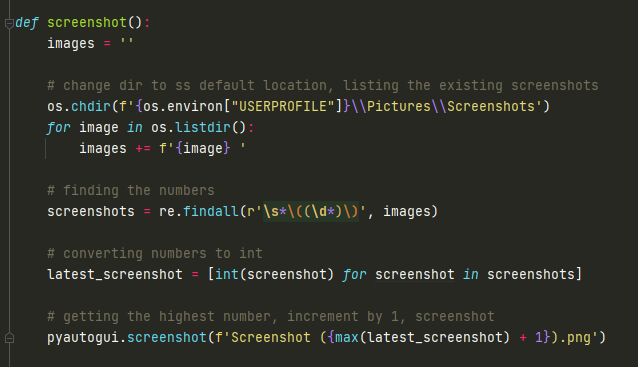 def screenshot():
    images = ''

    # change dir to ss default location, listing the existing screenshots
    os.chdir(f'{os.environ["USERPROFILE"]}\\Pictures\\Screenshots')
    for image in os.listdir():
        images += f'{image} '

    # finding the numbers
    screenshots = re.findall(r'\s*\((\d*)\)', images)

    # converting numbers to int
    latest_screenshot = [int(screenshot) for screenshot in screenshots]

    # getting the highest number, increment by 1, screenshot
    pyautogui.screenshot(f'Screenshot ({max(latest_screenshot) + 1}).png')